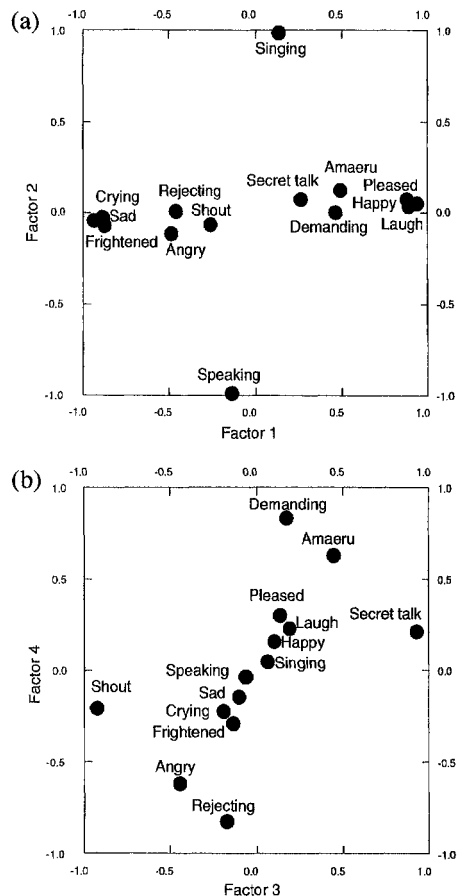 (a)
-1.0 -0.5 0.0 0.5 1.0
1.0 1.0
Singing
0.5 0.5
Amaeru
Secret talk Pleased
Crying Rejecting
Happy
Sad Shout
0.0 0.0
Demanding Laugh
Frightened Angry
Factor 2
-0.5 -0.5
Speaking
-1.0 -1.0
-1.0 -0.5 0.0 0.5 1.0
Factor 1
(b)
-1.0 -0.5 0.0 0.5 1.0
1.0 1.0
Demanding
Amaeru
0.5 0.5
Pleased
Laugh Secret talk
Happy
Speaking Singing
0.0 0.0
Shout Sad
Crying
Frightened
Factor 4
-0.5 -0.5
Angry
Rejecting
-1.0 -1.0
-1.0 -0.5 0.0 0.5 1.0
Factor 3